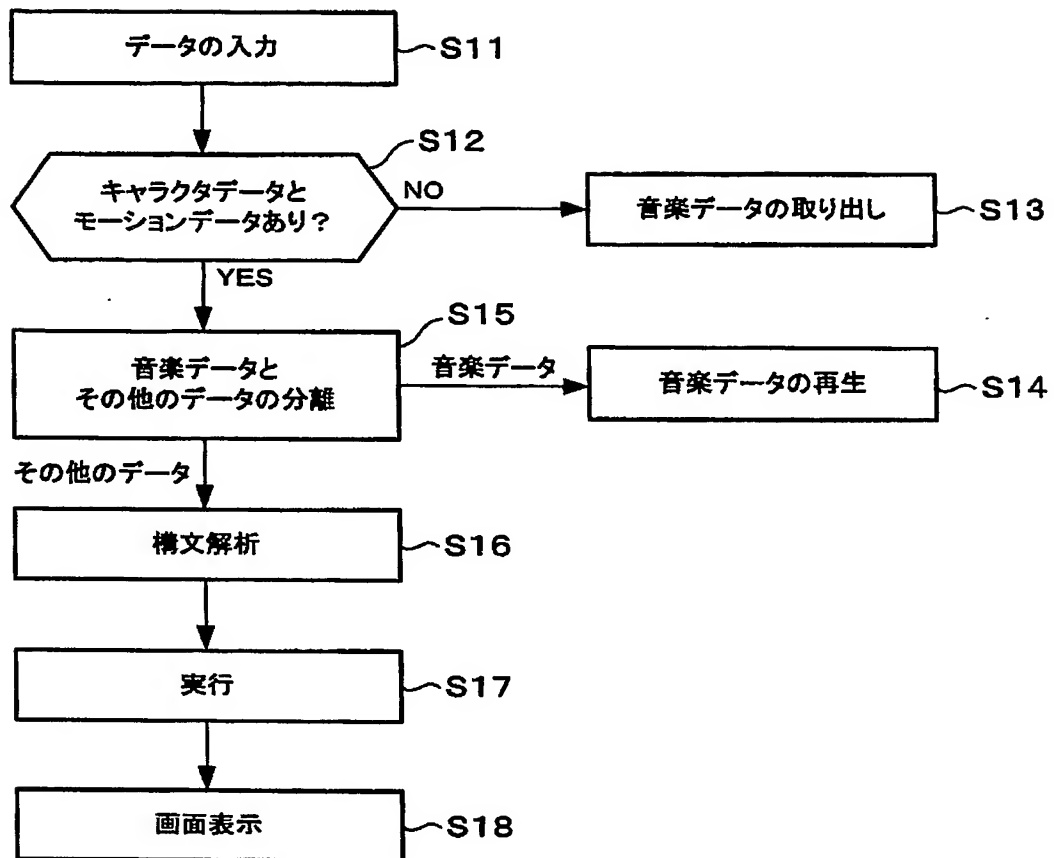 データの入力
S11
S12
キャラクタデータと
モーションデータあり?
NO
音楽データの取り出し
S13
YES
S15
音楽データと
その他のデータの分離
音楽データ
音楽データの再生
S14
その他のデータ
構文解析
S16
実行
S17
画面表示
S18